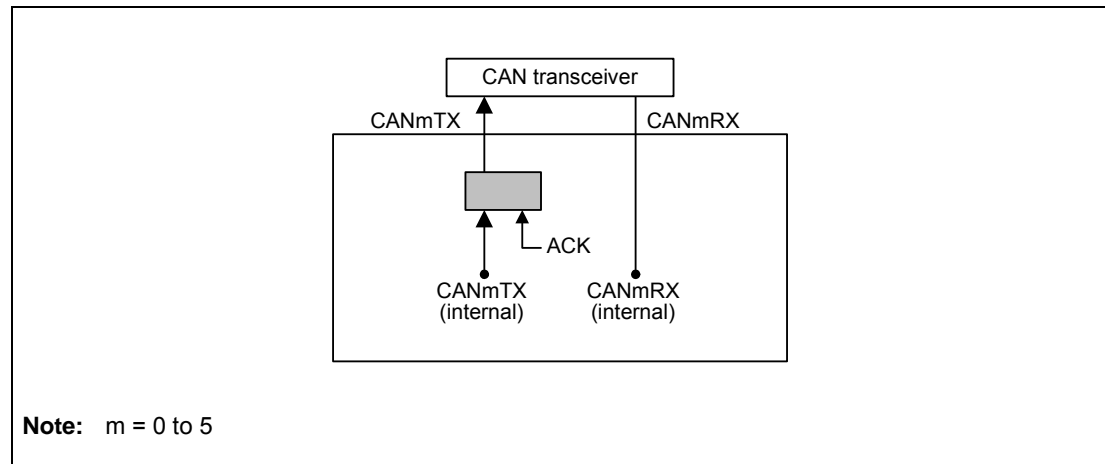 CAN transceiver
CANmTX
CANmRX
ACK
CANmTX
(internal)
CANmRX
(internal)
Note: m = 0 to 5